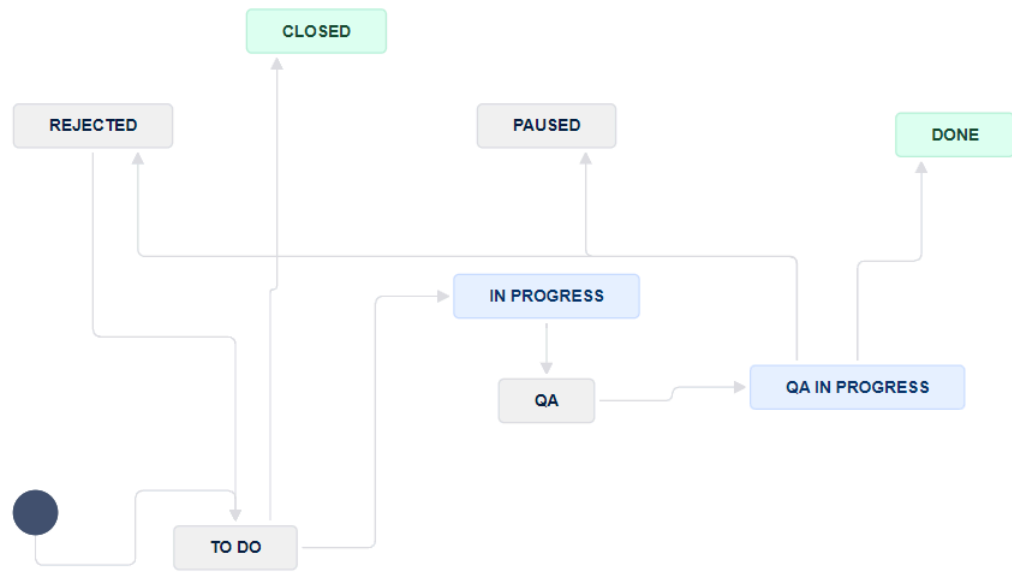 CLOSED
REJECTED
PAUSED
DONE
IN PROGRESS
QA
QA IN PROGRESS
TO DO